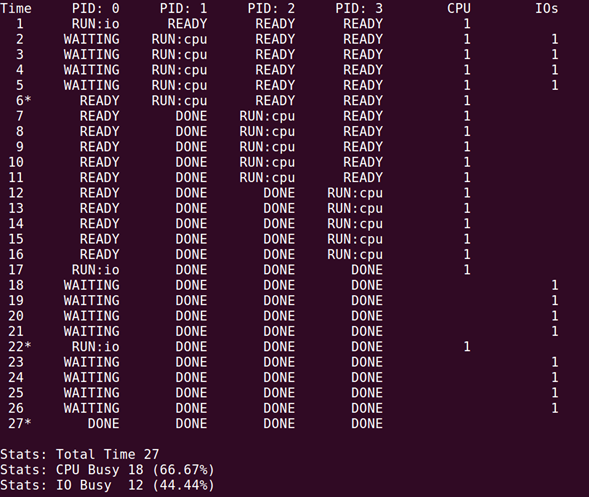 Time     PID: 0     PID: 1     PID: 2     PID: 3        CPU        IOs
  1      RUN:io      READY      READY      READY          1
  2     WAITING    RUN:cpu      READY      READY          1          1
  3     WAITING    RUN:cpu      READY      READY          1          1
  4     WAITING    RUN:cpu      READY      READY          1          1
  5     WAITING    RUN:cpu      READY      READY          1          1
  6*      READY    RUN:cpu      READY      READY          1
  7       READY       DONE    RUN:cpu      READY          1
  8       READY       DONE    RUN:cpu      READY          1
  9       READY       DONE    RUN:cpu      READY          1
 10       READY       DONE    RUN:cpu      READY          1
 11       READY       DONE    RUN:cpu      READY          1
 12       READY       DONE       DONE    RUN:cpu          1
 13       READY       DONE       DONE    RUN:cpu          1
 14       READY       DONE       DONE    RUN:cpu          1
 15       READY       DONE       DONE    RUN:cpu          1
 16       READY       DONE       DONE    RUN:cpu          1
 17      RUN:io       DONE       DONE       DONE          1
 18     WAITING       DONE       DONE       DONE                     1
 19     WAITING       DONE       DONE       DONE                     1
 20     WAITING       DONE       DONE       DONE                     1
 21     WAITING       DONE       DONE       DONE                     1
 22*     RUN:io       DONE       DONE       DONE          1
 23     WAITING       DONE       DONE       DONE                     1
 24     WAITING       DONE       DONE       DONE                     1
 25     WAITING       DONE       DONE       DONE                     1
 26     WAITING       DONE       DONE       DONE                     1
 27*       DONE       DONE       DONE       DONE

Stats: Total Time 27
Stats: CPU Busy 18 (66.67%)
Stats: IO Busy  12 (44.44%)